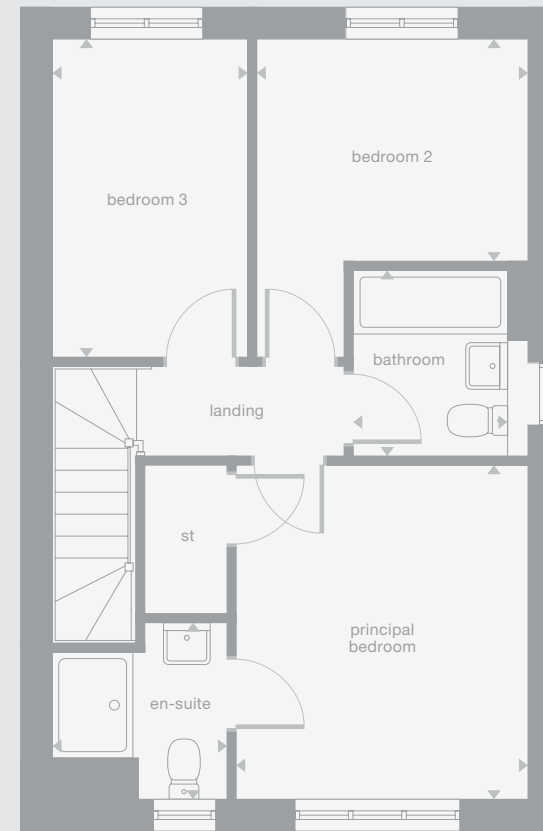 bedroom 2
bedroom 3
bathroom
landing
st
principal
bedroom
en-suite